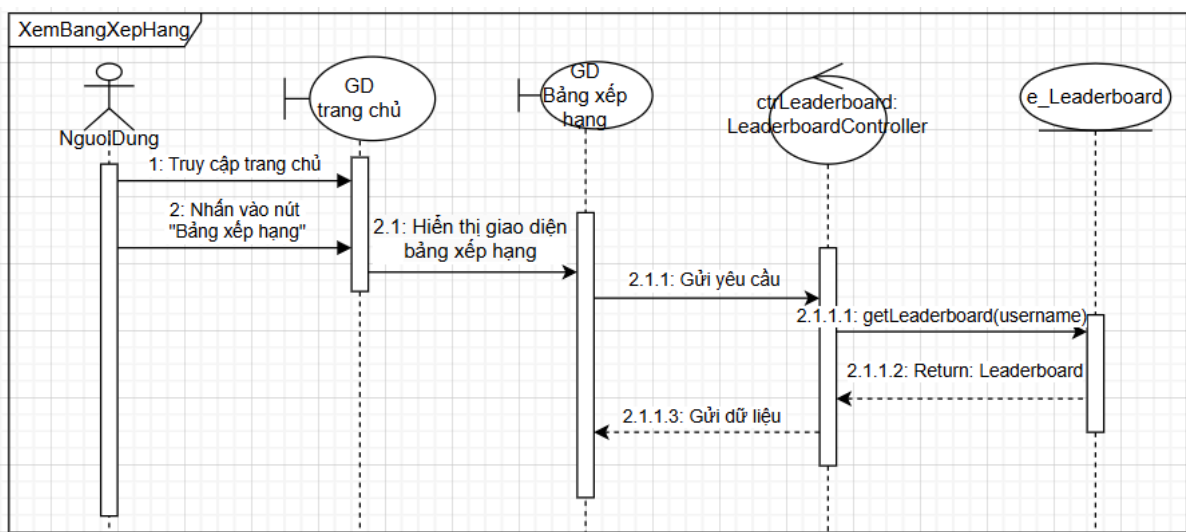 XemBangXepHang
GD
trang chủ
GD
Bảng xếp
hạng
ctrLeaderboard:
LeaderboardController
e_Leaderboard
NguoiDung
1: Truy cập trang chủ
2: Nhấn vào nút
"Bảng xếp hạng"
2.1: Hiển thị giao diện
bảng xếp hạng
2.1.1: Gửi yêu cầu
2.1.1.1: getLeaderboard(username)
2.1.1.2: Return: Leaderboard
2.1.1.3: Gửi dữ liệu